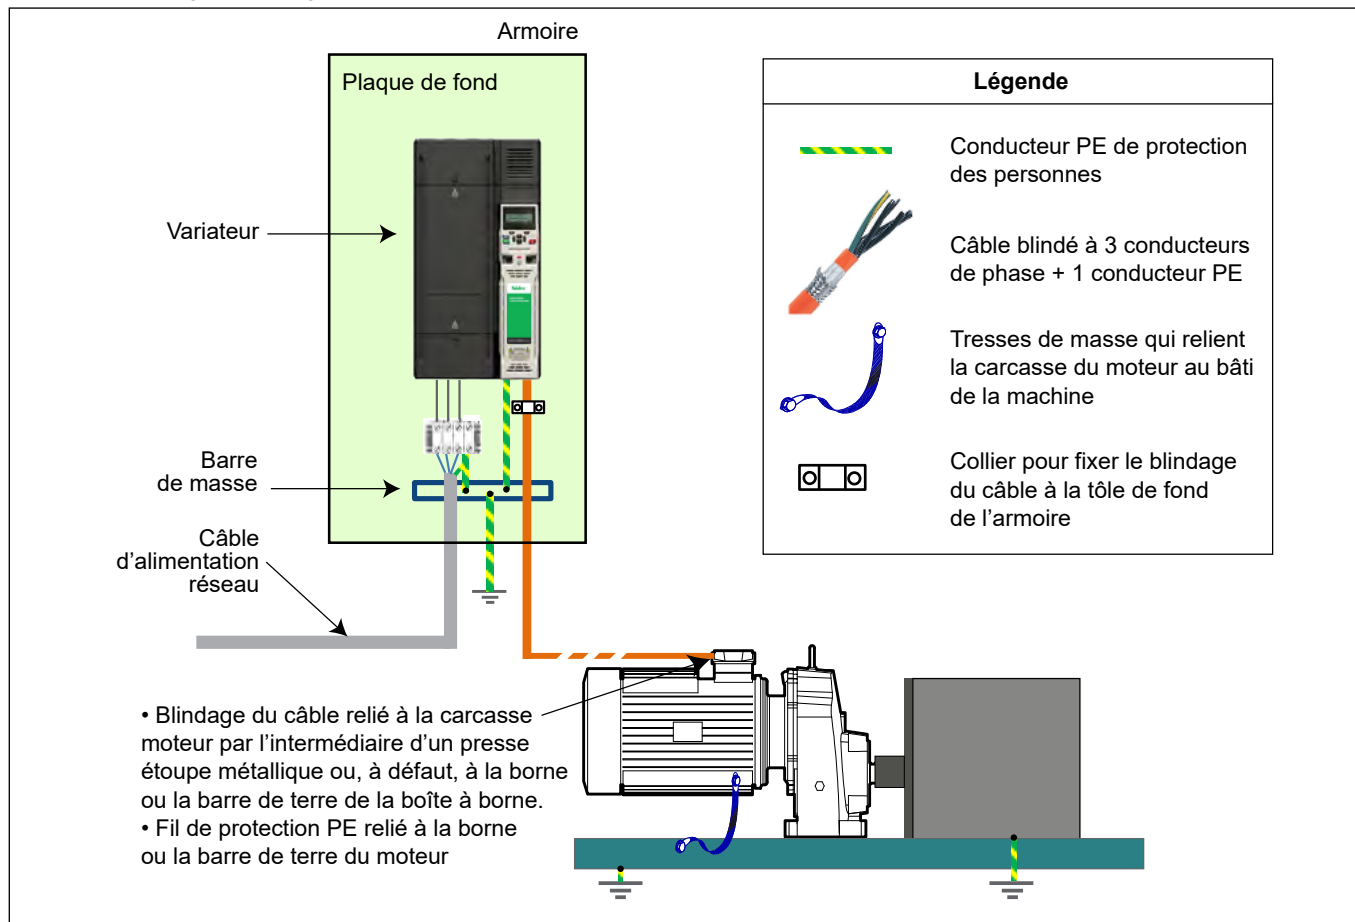 Armoire
Plaque de fond
Variateur
Barre
de masse
Câble
d'alimentation
réseau
Légende
Conducteur PE de protection
des personnes
Câble blindé à 3 conducteurs
de phase + 1 conducteur PE
Tresses de masse qui relient
la carcasse du moteur au bâti
de la machine
Collier pour fixer le blindage
du câble à la tôle de fond
de l'armoire
• Blindage du câble relié à la carcasse
moteur par l'intermédiaire d'un presse
étoupe métallique ou, à défaut, à la borne
ou la barre de terre de la boîte à borne.
• Fil de protection PE relié à la borne
ou la barre de terre du moteur